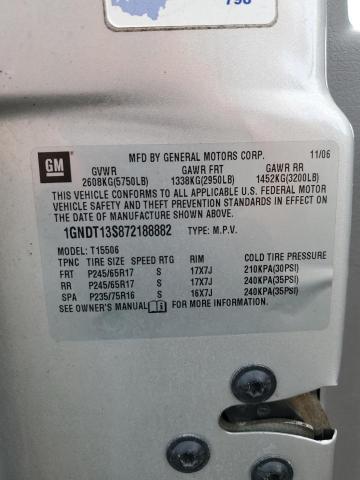 798
GM
MFD BY GENERAL MOTORS CORP. 11/06
GVWR GAWR FRT GAWR RR
2608KG(5750LB) 1338KG(2950LB) 1452KG(3200LB)
THIS VEHICLE CONFORMS TO ALL APPLICABLE U.S. FEDERAL MOTOR
VEHICLE SAFETY AND THEFT PREVENTION STANDARDS IN EFFECT ON
THE DATE OF MANUFACTURE SHOWN ABOVE.
1GNDT13S872188882 TYPE: M.P.V.
MODEL: T15506
TPNC TIRE SIZE SPEED RTG RIM COLD TIRE PRESSURE
FRT P245/65R17 S 17X7J 210KPA(30PSI)
RR P245/65R17 S 17X7J 240KPA(35PSI)
SPA P235/75R16 S 16X7J 240KPA(35PSI)
SEE OWNER'S MANUAL FOR MORE INFORMATION.